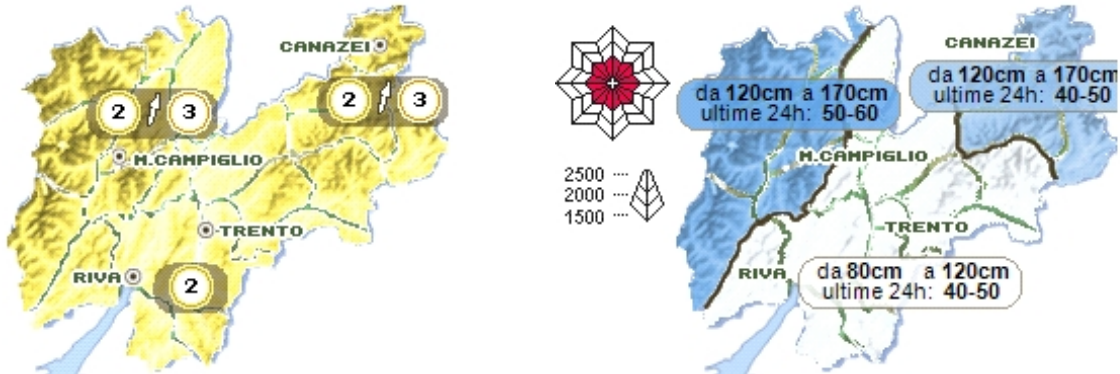 CANAZEI
2 3
2 3
M.CAMPIGLIO
TRENTO
RIVA
2
CANAZEI
da 120cm a 170cm
ultime 24h: 50-60
da 120cm a 170cm
ultime 24h: 40-50
M.CAMPIGLIO
2500
2000
1500
TRENTO
RIVA
da 80cm a 120cm
ultime 24h: 40-50